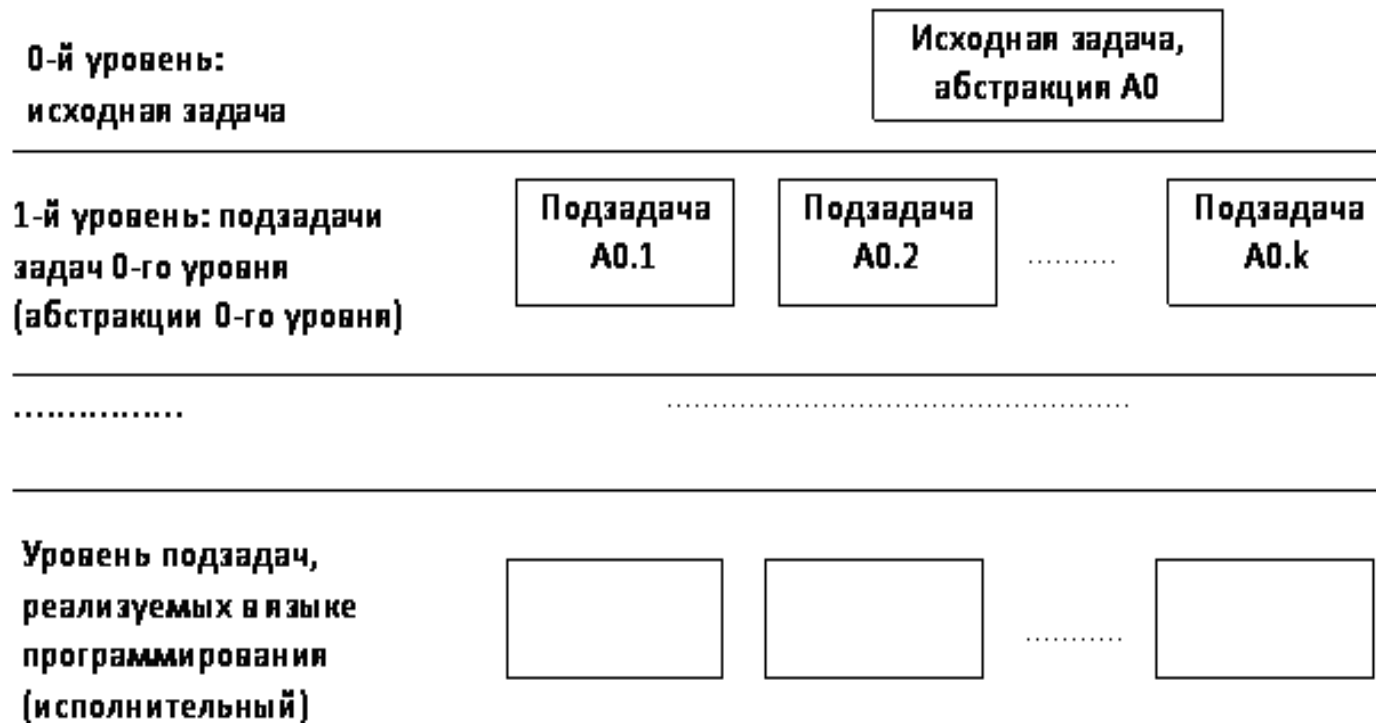 0-й уровень:
исходная задача
Исходная задача,
абстракция А0
1-й уровень: подзадачи
задач 0-го уровня
(абстракции 0-го уровня)
Подзадача
А0.1
Подзадача
А0.2
..........
Подзадача
А0.k
................
....................................................
Уровень подзадач,
реализуемых в языке
программирования
(исполнительный)
...........